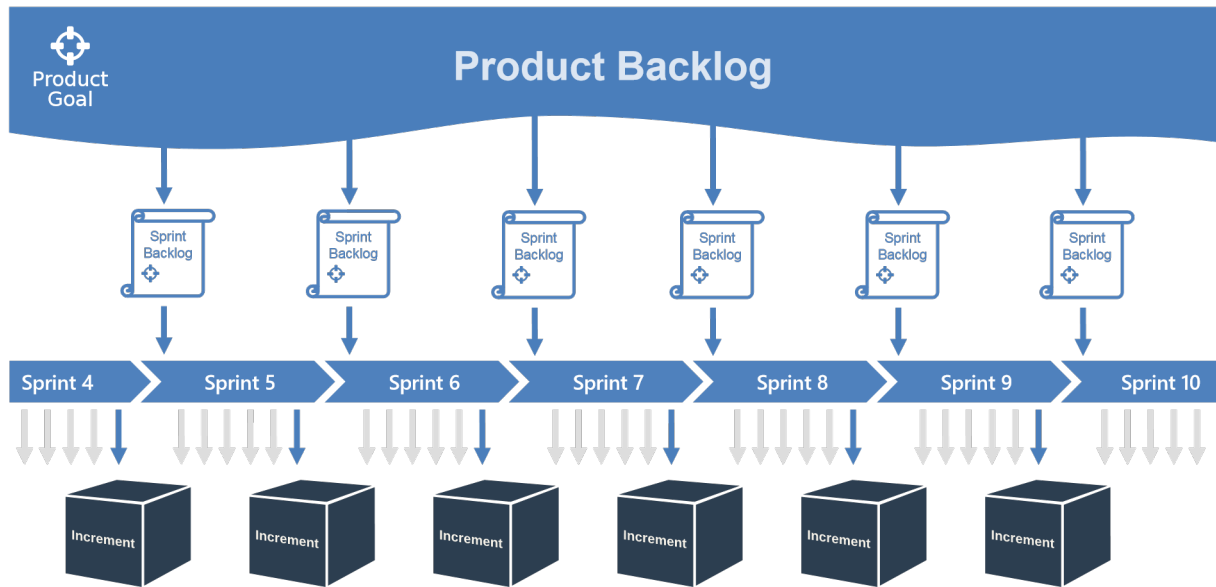 Product Backlog
Product
Goal
Sprint
Backlog
Sprint
Backlog
Sprint
Backlog
Sprint
Backlog
Sprint
Backlog
Sprint
Backlog
Sprint 4
Sprint 5
Sprint 6
Sprint 7
Sprint 8
Sprint 9
Sprint 10
Increment
Increment
Increment
Increment
Increment
Increment